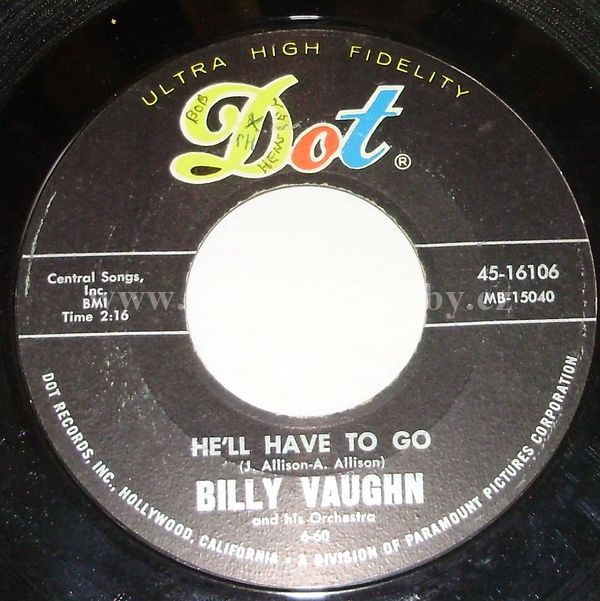 ULTRA HIGH FIDELITY
Dot ®
BOB
HENSLEY
Central Songs,
Inc.
BMI
Time 2:16
45-16106
MB-15040
HE'LL HAVE TO GO
(J. Allison-A. Allison)
BILLY VAUGHN
and his Orchestra
6-60
DOT RECORDS, INC., HOLLYWOOD, CALIFORNIA • A DIVISION OF PARAMOUNT PICTURES CORPORATION